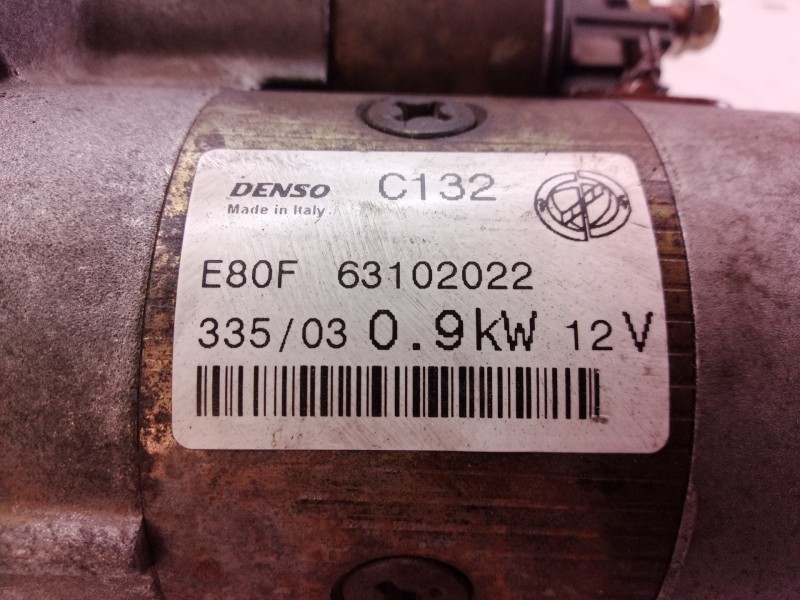 DENSO C132
Made in Italy
E80F 63102022
335/03 0.9kW 12V